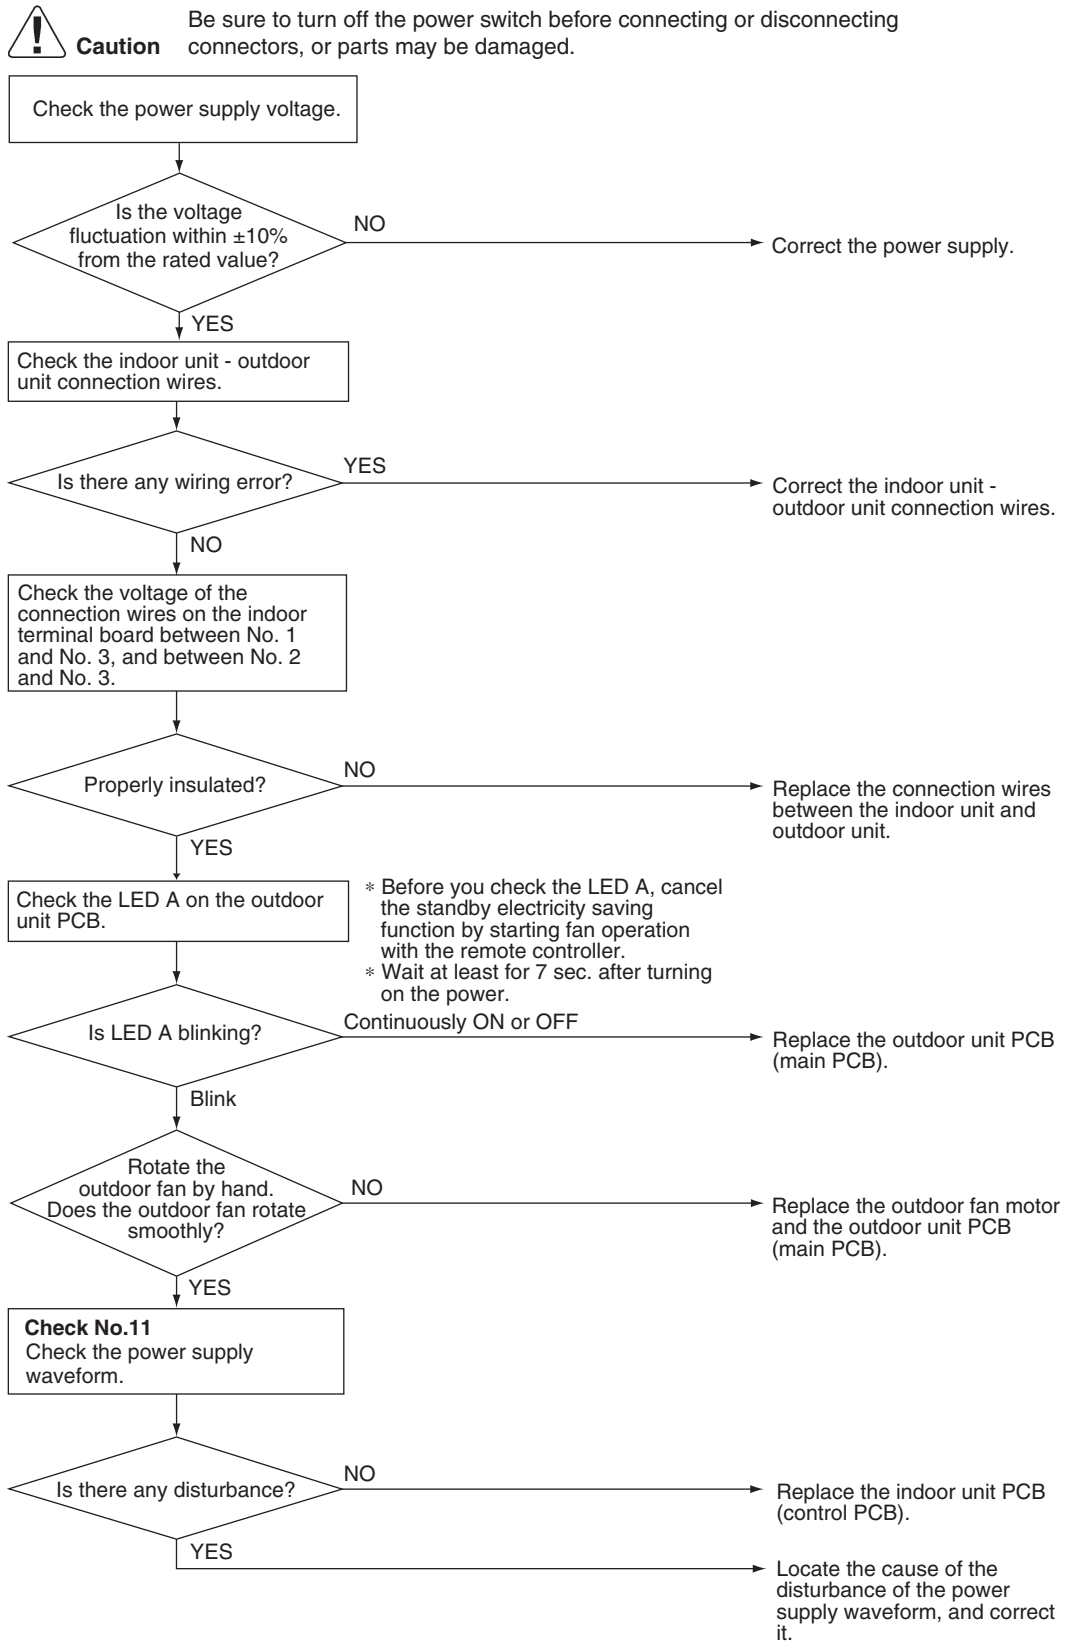 Be sure to turn off the power switch before connecting or disconnecting
Caution connectors, or parts may be damaged.
Check the power supply voltage.
Is the voltage
fluctuation within ±10%
from the rated value?
NO
Correct the power supply.
YES
Check the indoor unit - outdoor
unit connection wires.
Is there any wiring error?
YES
Correct the indoor unit -
outdoor unit connection wires.
NO
Check the voltage of the
connection wires on the indoor
terminal board between No. 1
and No. 3, and between No. 2
and No. 3.
Properly insulated?
NO
Replace the connection wires
between the indoor unit and
outdoor unit.
YES
Check the LED A on the outdoor
unit PCB.
* Before you check the LED A, cancel
the standby electricity saving
function by starting fan operation
with the remote controller.
* Wait at least for 7 sec. after turning
on the power.
Is LED A blinking?
Continuously ON or OFF
Replace the outdoor unit PCB
(main PCB).
Blink
Rotate the
outdoor fan by hand.
Does the outdoor fan rotate
smoothly?
NO
Replace the outdoor fan motor
and the outdoor unit PCB
(main PCB).
YES
Check No.11
Check the power supply
waveform.
Is there any disturbance?
NO
Replace the indoor unit PCB
(control PCB).
YES
Locate the cause of the
disturbance of the power
supply waveform, and correct
it.